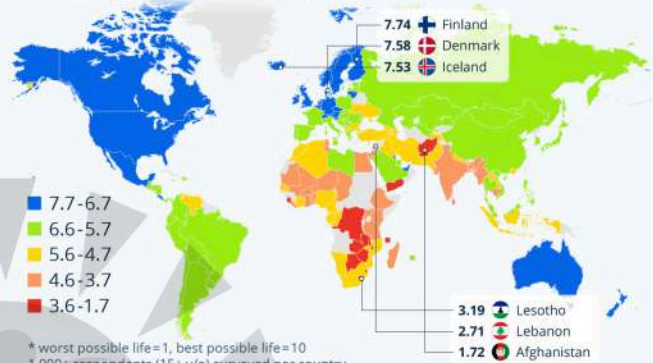 7.74 Finland
7.58 Denmark
7.53 Iceland
7.7-6.7
6.6-5.7
5.6-4.7
4.6-3.7
3.6-1.7
3.19 Lesotho
2.71 Lebanon
1.72 Afghanistan
* worst possible life=1, best possible life=10